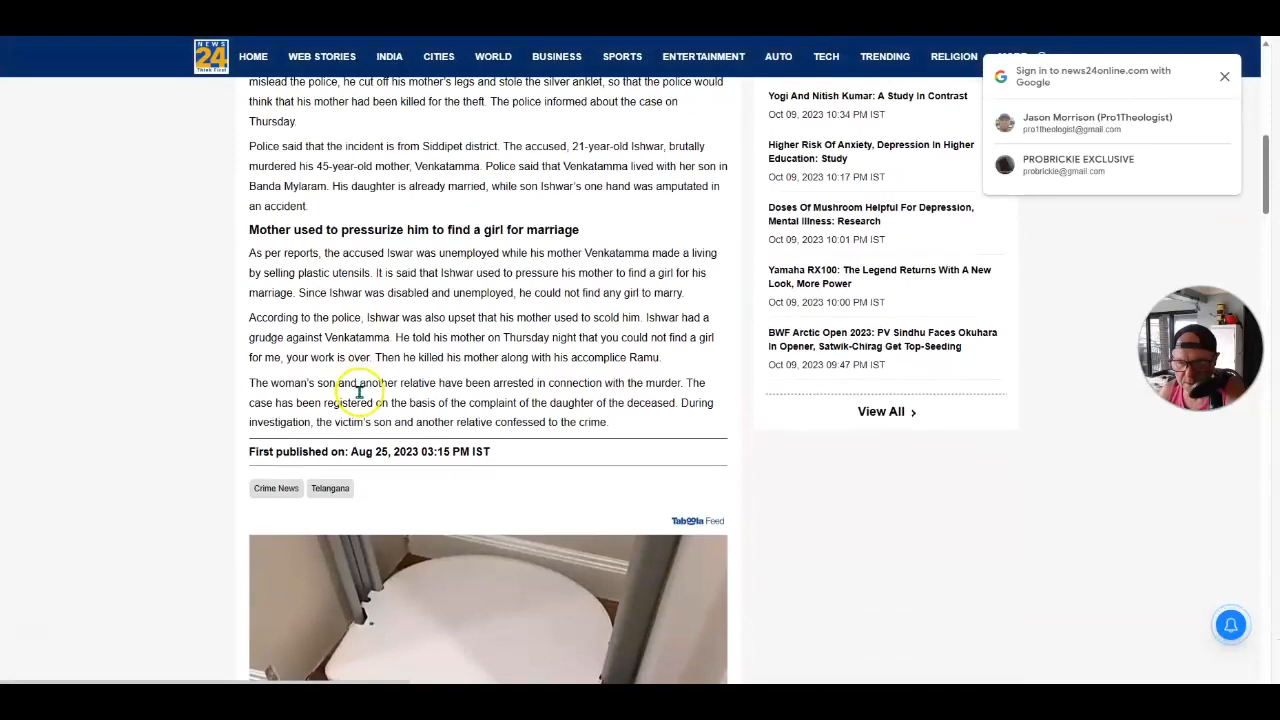 NEWS
24
Think First
HOME
WEB STORIES
INDIA
CITIES
WORLD
BUSINESS
SPORTS
ENTERTAINMENT
AUTO
TECH
TRENDING
RELIGION
mislead the police, he cut off his mother's legs and stole the silver anklet, so that the police would
think that his mother had been killed for the theft. The police informed about the case on
Thursday.
Police said that the incident is from Siddipet district. The accused, 21-year-old Ishwar, brutally
murdered his 45-year-old mother, Venkatamma. Police said that Venkatamma lived with her son in
Banda Mylaram. His daughter is already married, while son Ishwar's one hand was amputated in
an accident.
Mother used to pressurize him to find a girl for marriage
As per reports, the accused Iswar was unemployed while his mother Venkatamma made a living
by selling plastic utensils. It is said that Ishwar used to pressure his mother to find a girl for his
marriage. Since Ishwar was disabled and unemployed, he could not find any girl to marry.
According to the police, Ishwar was also upset that his mother used to scold him. Ishwar had a
grudge against Venkatamma. He told his mother on Thursday night that you could not find a girl
for me, your work is over. Then he killed his mother along with his accomplice Ramu.
The woman's son and another relative have been arrested in connection with the murder. The
case has been registered on the basis of the complaint of the daughter of the deceased. During
investigation, the victim's son and another relative confessed to the crime.
First published on: Aug 25, 2023 03:15 PM IST
Crime News
Telangana
Taboola Feed
Yogi And Nitish Kumar: A Study In Contrast
Oct 09, 2023 10:34 PM IST
Higher Risk Of Anxiety, Depression In Higher
Education: Study
Oct 09, 2023 10:17 PM IST
Doses Of Mushroom Helpful For Depression,
Mental Illness: Research
Oct 09, 2023 10:01 PM IST
Yamaha RX100: The Legend Returns With A New
Look, More Power
Oct 09, 2023 10:00 PM IST
BWF Arctic Open 2023: PV Sindhu Faces Okuhara
In Opener, Satwik-Chirag Get Top-Seeding
Oct 09, 2023 09:47 PM IST
View All
Sign in to news24online.com with
Google
Jason Morrison (Pro1Theologist)
pro1theologist@gmail.com
PROBRICKIE EXCLUSIVE
probrickie@gmail.com